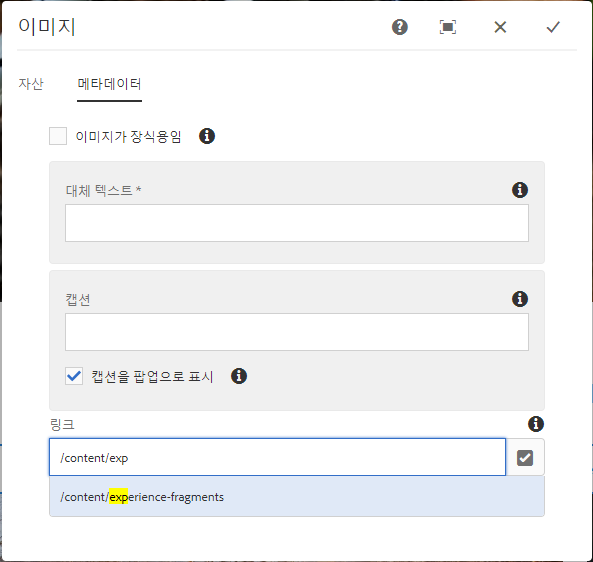 이미지
자산 메타데이터
이미지가 장식용임
대체 텍스트 *
캡션
캡션을 팝업으로 표시
링크
/content/exp
/content/experience-fragments